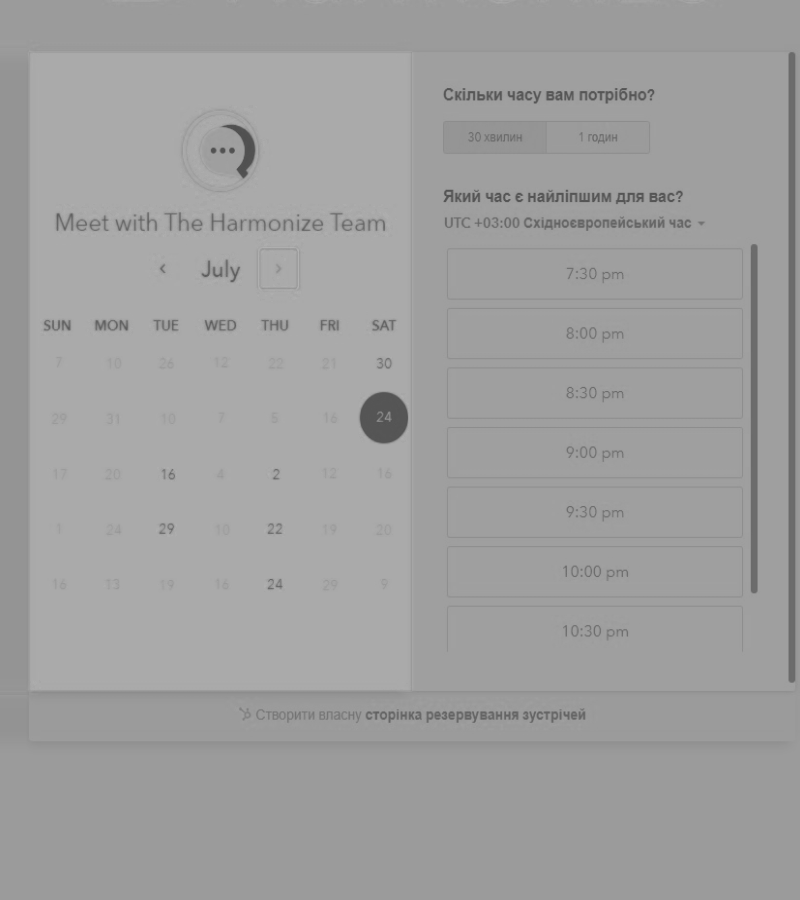 Meet with The Harmonize Team
July
SUN MON TUE WED THU FRI SAT
7 10 26 12 22 21 30
29 31 10 7 5 16 24
17 20 16 4 2 12 16
24 29 10 22 19 20
16 13 19 16 24 29 9
Скільки часу вам потрібно?
30 хвилин 1 годин
Який час є найліпшим для вас?
UTC +03:00 Східноєвропейський час
7:30 pm
8:00 pm
8:30 pm
9:00 pm
9:30 pm
10:00 pm
10:30 pm
Створити власну сторінка резервування зустрічей